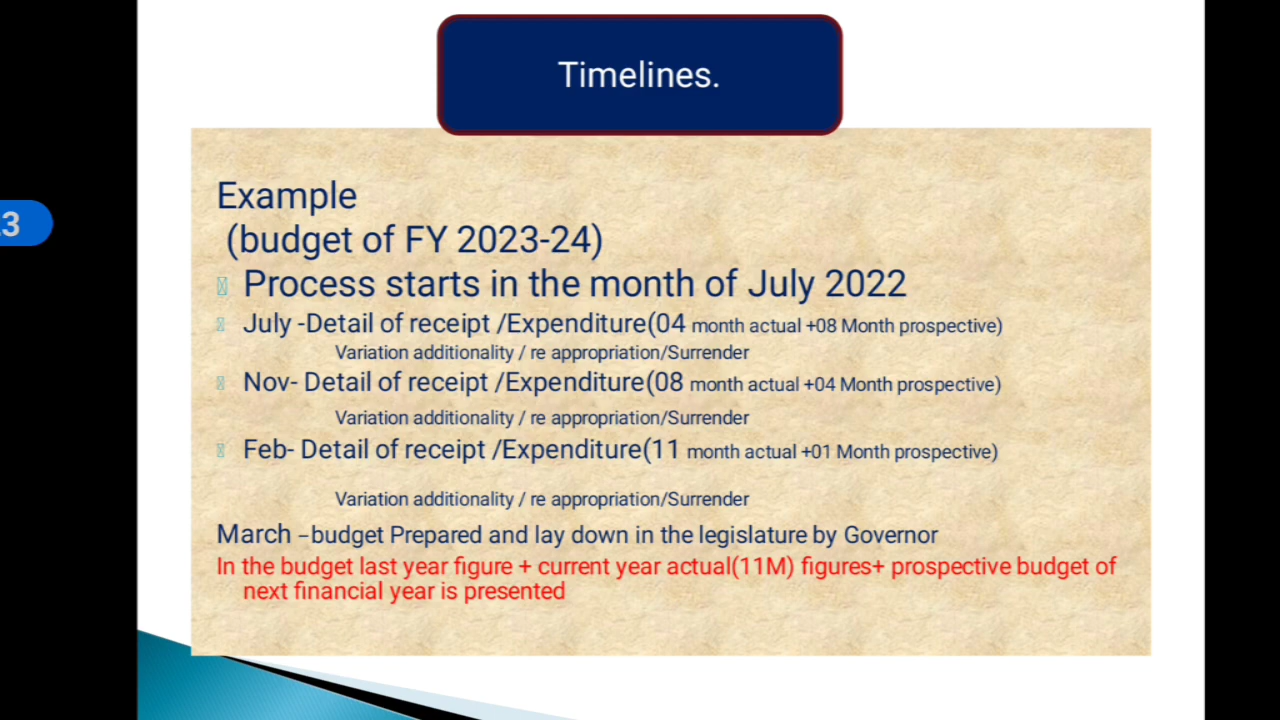 Timelines.
3
Example
(budget of FY 2023-24)
Process starts in the month of July 2022
July -Detail of receipt /Expenditure(04 month actual +08 Month prospective)
Variation additionality / re appropriation/Surrender
Nov- Detail of receipt /Expenditure(08 month actual +04 Month prospective)
Variation additionality / re appropriation/Surrender
Feb- Detail of receipt /Expenditure(11 month actual +01 Month prospective)
Variation additionality / re appropriation/Surrender
March –budget Prepared and lay down in the legislature by Governor
In the budget last year figure + current year actual(11M) figures+ prospective budget of
next financial year is presented